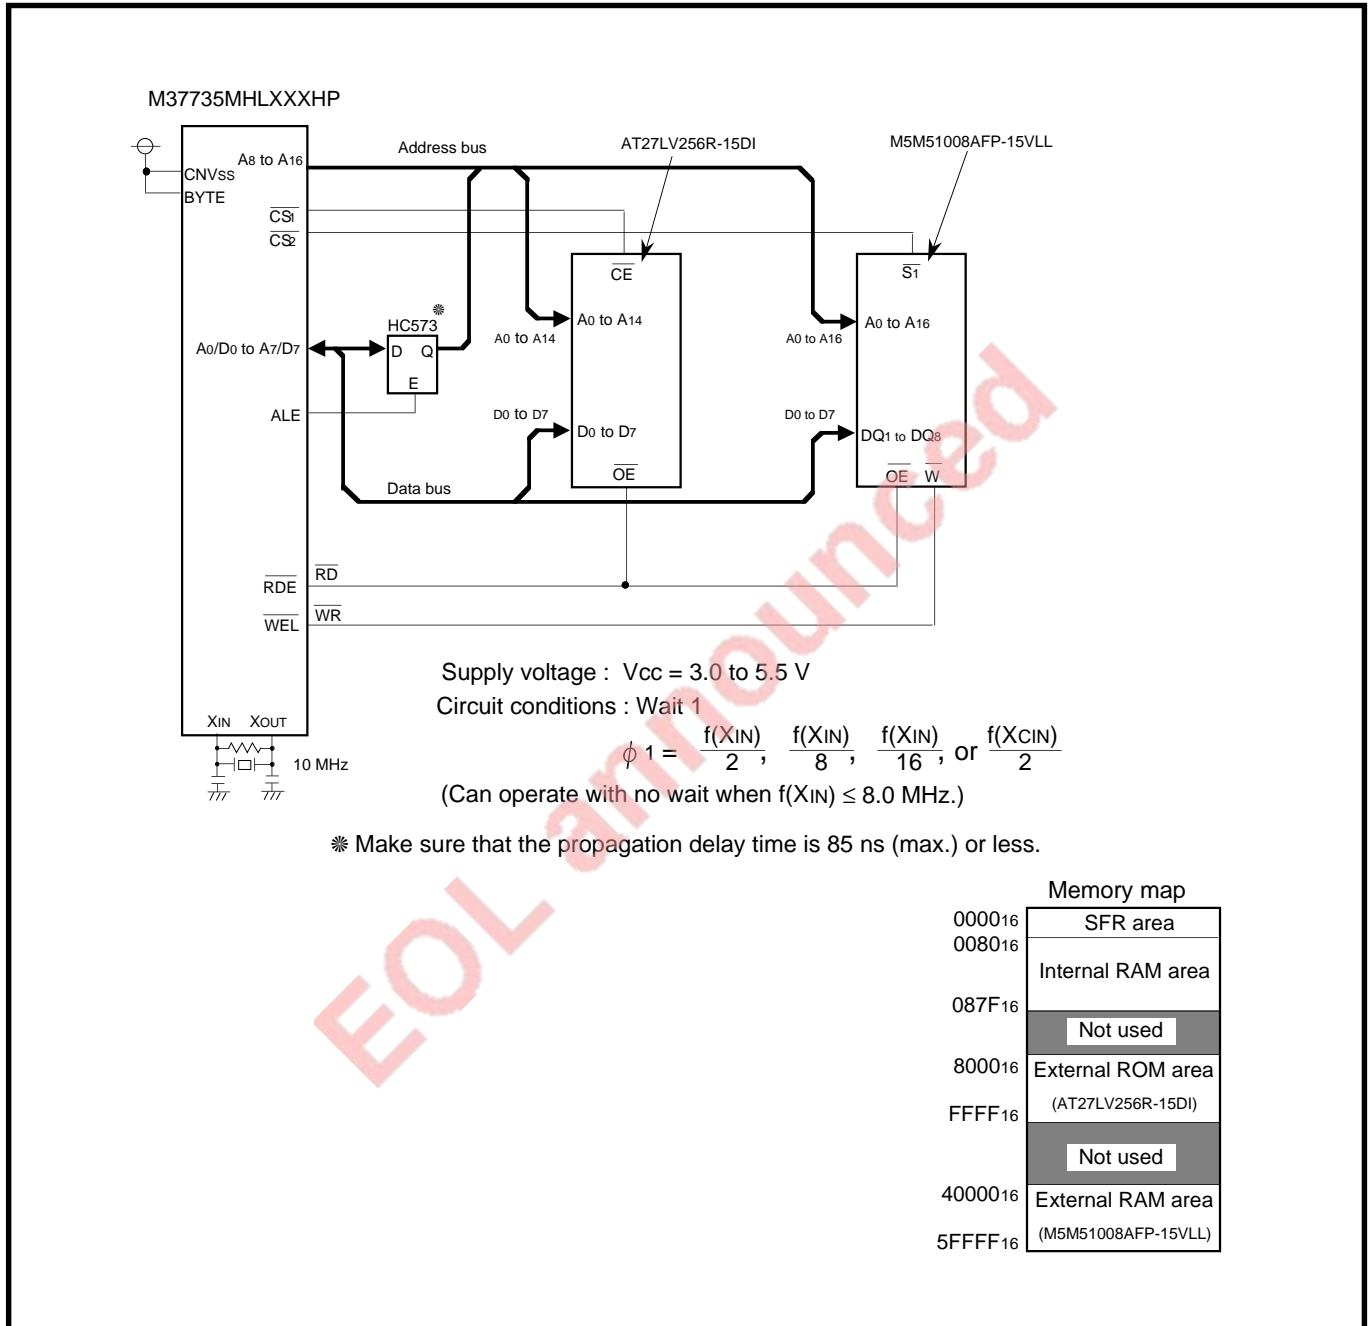 M37735MHLXXXHP
Address bus
AT27LV256R-15DI
M5M51008AFP-15VLL
A8 to A16
CNVSS
BYTE
CS1
CS2
CE
S1
HC573 ❋
A0 to A14
A0 to A14
A0 to A16
A0 to A16
A0/D0 to A7/D7
D Q
E
ALE
D0 to D7
D0 to D7
D0 to D7
DQ1 to DQ8
OE
OE W
Data bus
RDE RD
WEL WR
XIN XOUT
10 MHz
Supply voltage : Vcc = 3.0 to 5.5 V
Circuit conditions : Wait 1
ϕ 1 = f(XIN)/2, f(XIN)/8, f(XIN)/16, or f(XCIN)/2
(Can operate with no wait when f(XIN) ≤ 8.0 MHz.)
❋ Make sure that the propagation delay time is 85 ns (max.) or less.
Memory map
000016
SFR area
008016
Internal RAM area
087F16
Not used
800016
External ROM area
(AT27LV256R-15DI)
FFFF16
Not used
4000016
External RAM area
(M5M51008AFP-15VLL)
5FFFF16
EOL announced